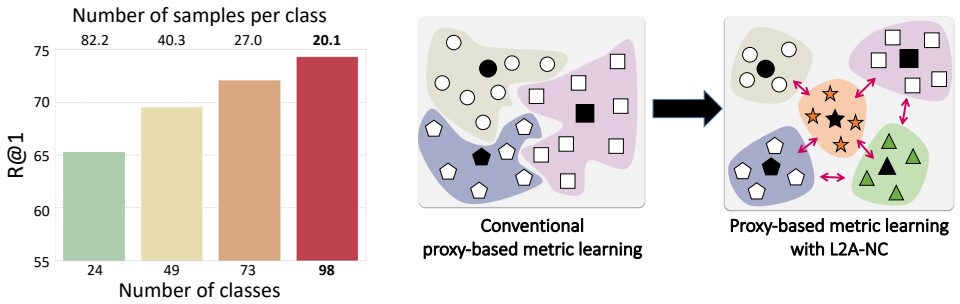 Number of samples per class
82.2 40.3 27.0 20.1
75
70
65
60
55
R@1
24 49 73 98
Number of classes
Conventional
proxy-based metric learning
Proxy-based metric learning
with L2A-NC